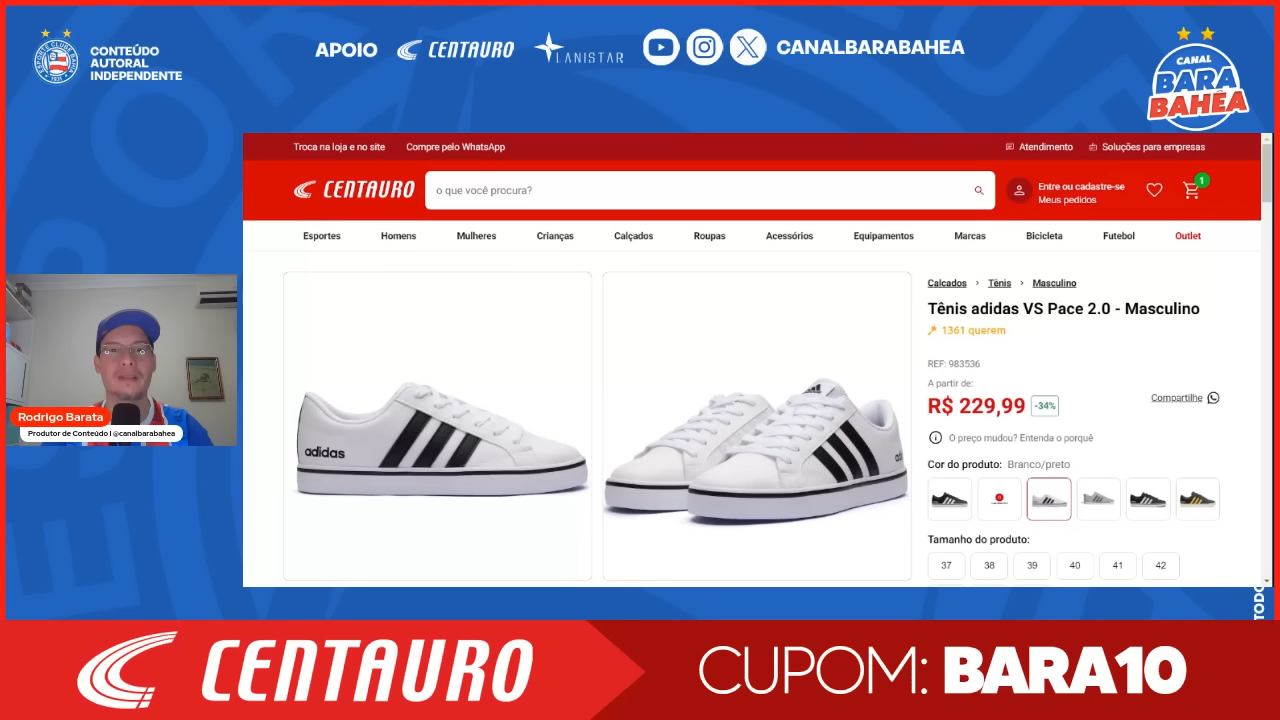 CONTEÚDO
AUTORAL
INDEPENDENTE
APOIO
CENTAURO
LANISTAR
CANALBARABAHEA
CANAL
BARA
BAHÊA
Troca na loja e no site
Compre pelo WhatsApp
Atendimento
Soluções para empresas
CENTAURO
o que você procura?
Entre ou cadastre-se
Meus pedidos
1
Esportes
Homens
Mulheres
Crianças
Calçados
Roupas
Acessórios
Equipamentos
Marcas
Bicicleta
Futebol
Outlet
Calcados › Tênis › Masculino
Tênis adidas VS Pace 2.0 - Masculino
1361 querem
REF: 983536
A partir de:
R$ 229,99 -34%
Compartilhe
O preço mudou? Entenda o porquê
Cor do produto: Branco/preto
Tamanho do produto:
37 38 39 40 41 42
adidas
Rodrigo Barata
Produtor de Conteúdo | @canalbarabahea
TODO
CENTAURO
CUPOM: BARA10